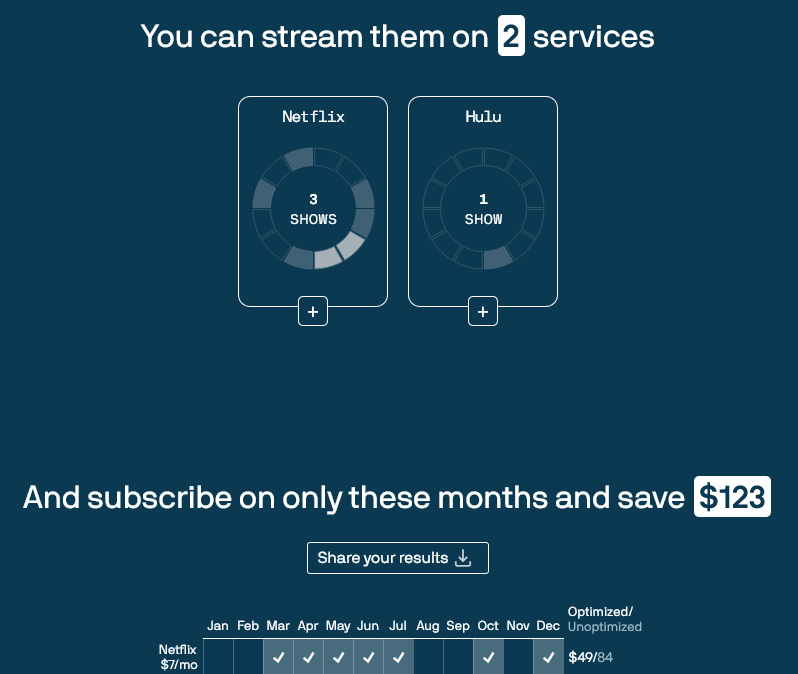 You can stream them on 2 services
Netflix
3
SHOWS
+
Hulu
1
SHOW
+
And subscribe on only these months and save $123
Share your results
Jan Feb Mar Apr May Jun Jul Aug Sep Oct Nov Dec
Optimized/
Unoptimized
Netflix
$7/mo
$49/84